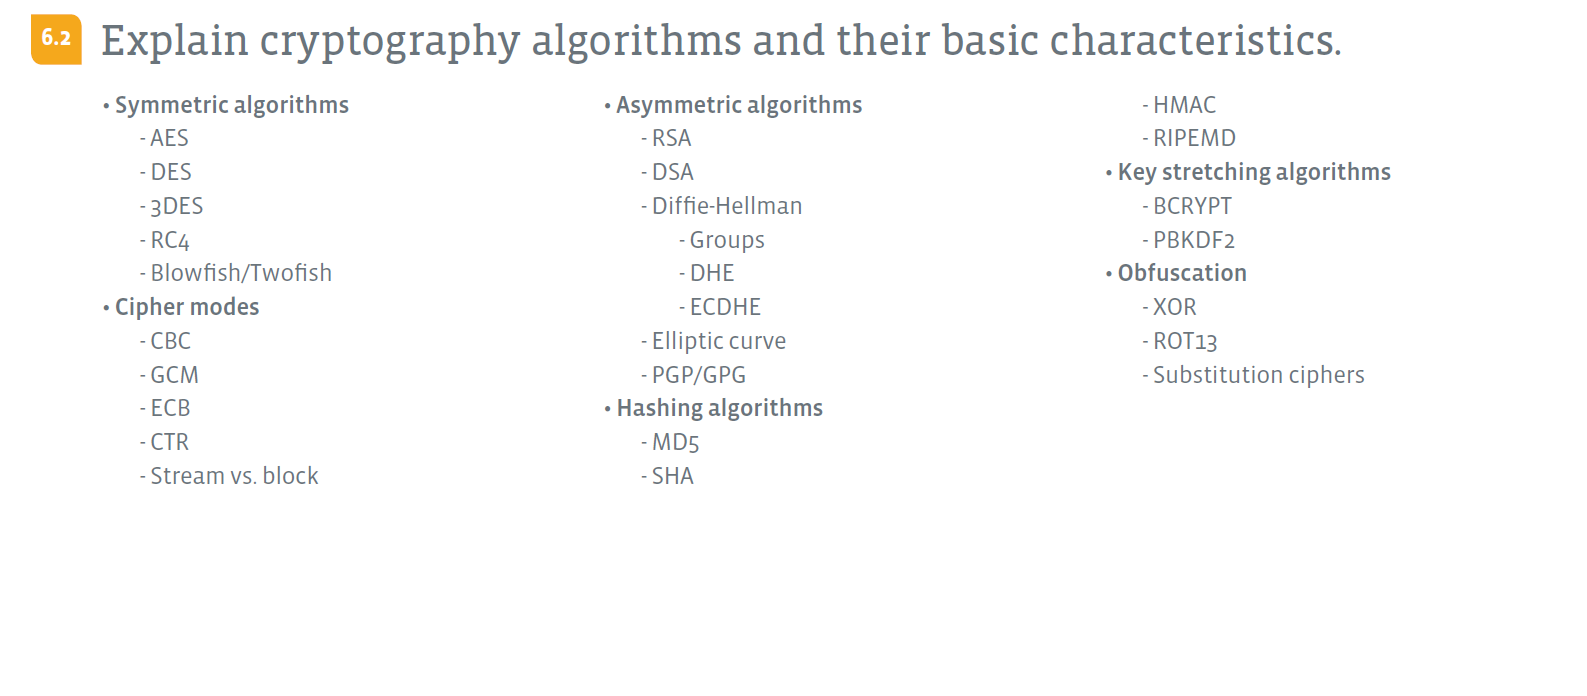 6.2 Explain cryptography algorithms and their basic characteristics.
• Symmetric algorithms
- AES
- DES
- 3DES
- RC4
- Blowfish/Twofish
• Cipher modes
- CBC
- GCM
- ECB
- CTR
- Stream vs. block
• Asymmetric algorithms
- RSA
- DSA
- Diffie-Hellman
- Groups
- DHE
- ECDHE
- Elliptic curve
- PGP/GPG
• Hashing algorithms
- MD5
- SHA
- HMAC
- RIPEMD
• Key stretching algorithms
- BCRYPT
- PBKDF2
• Obfuscation
- XOR
- ROT13
- Substitution ciphers